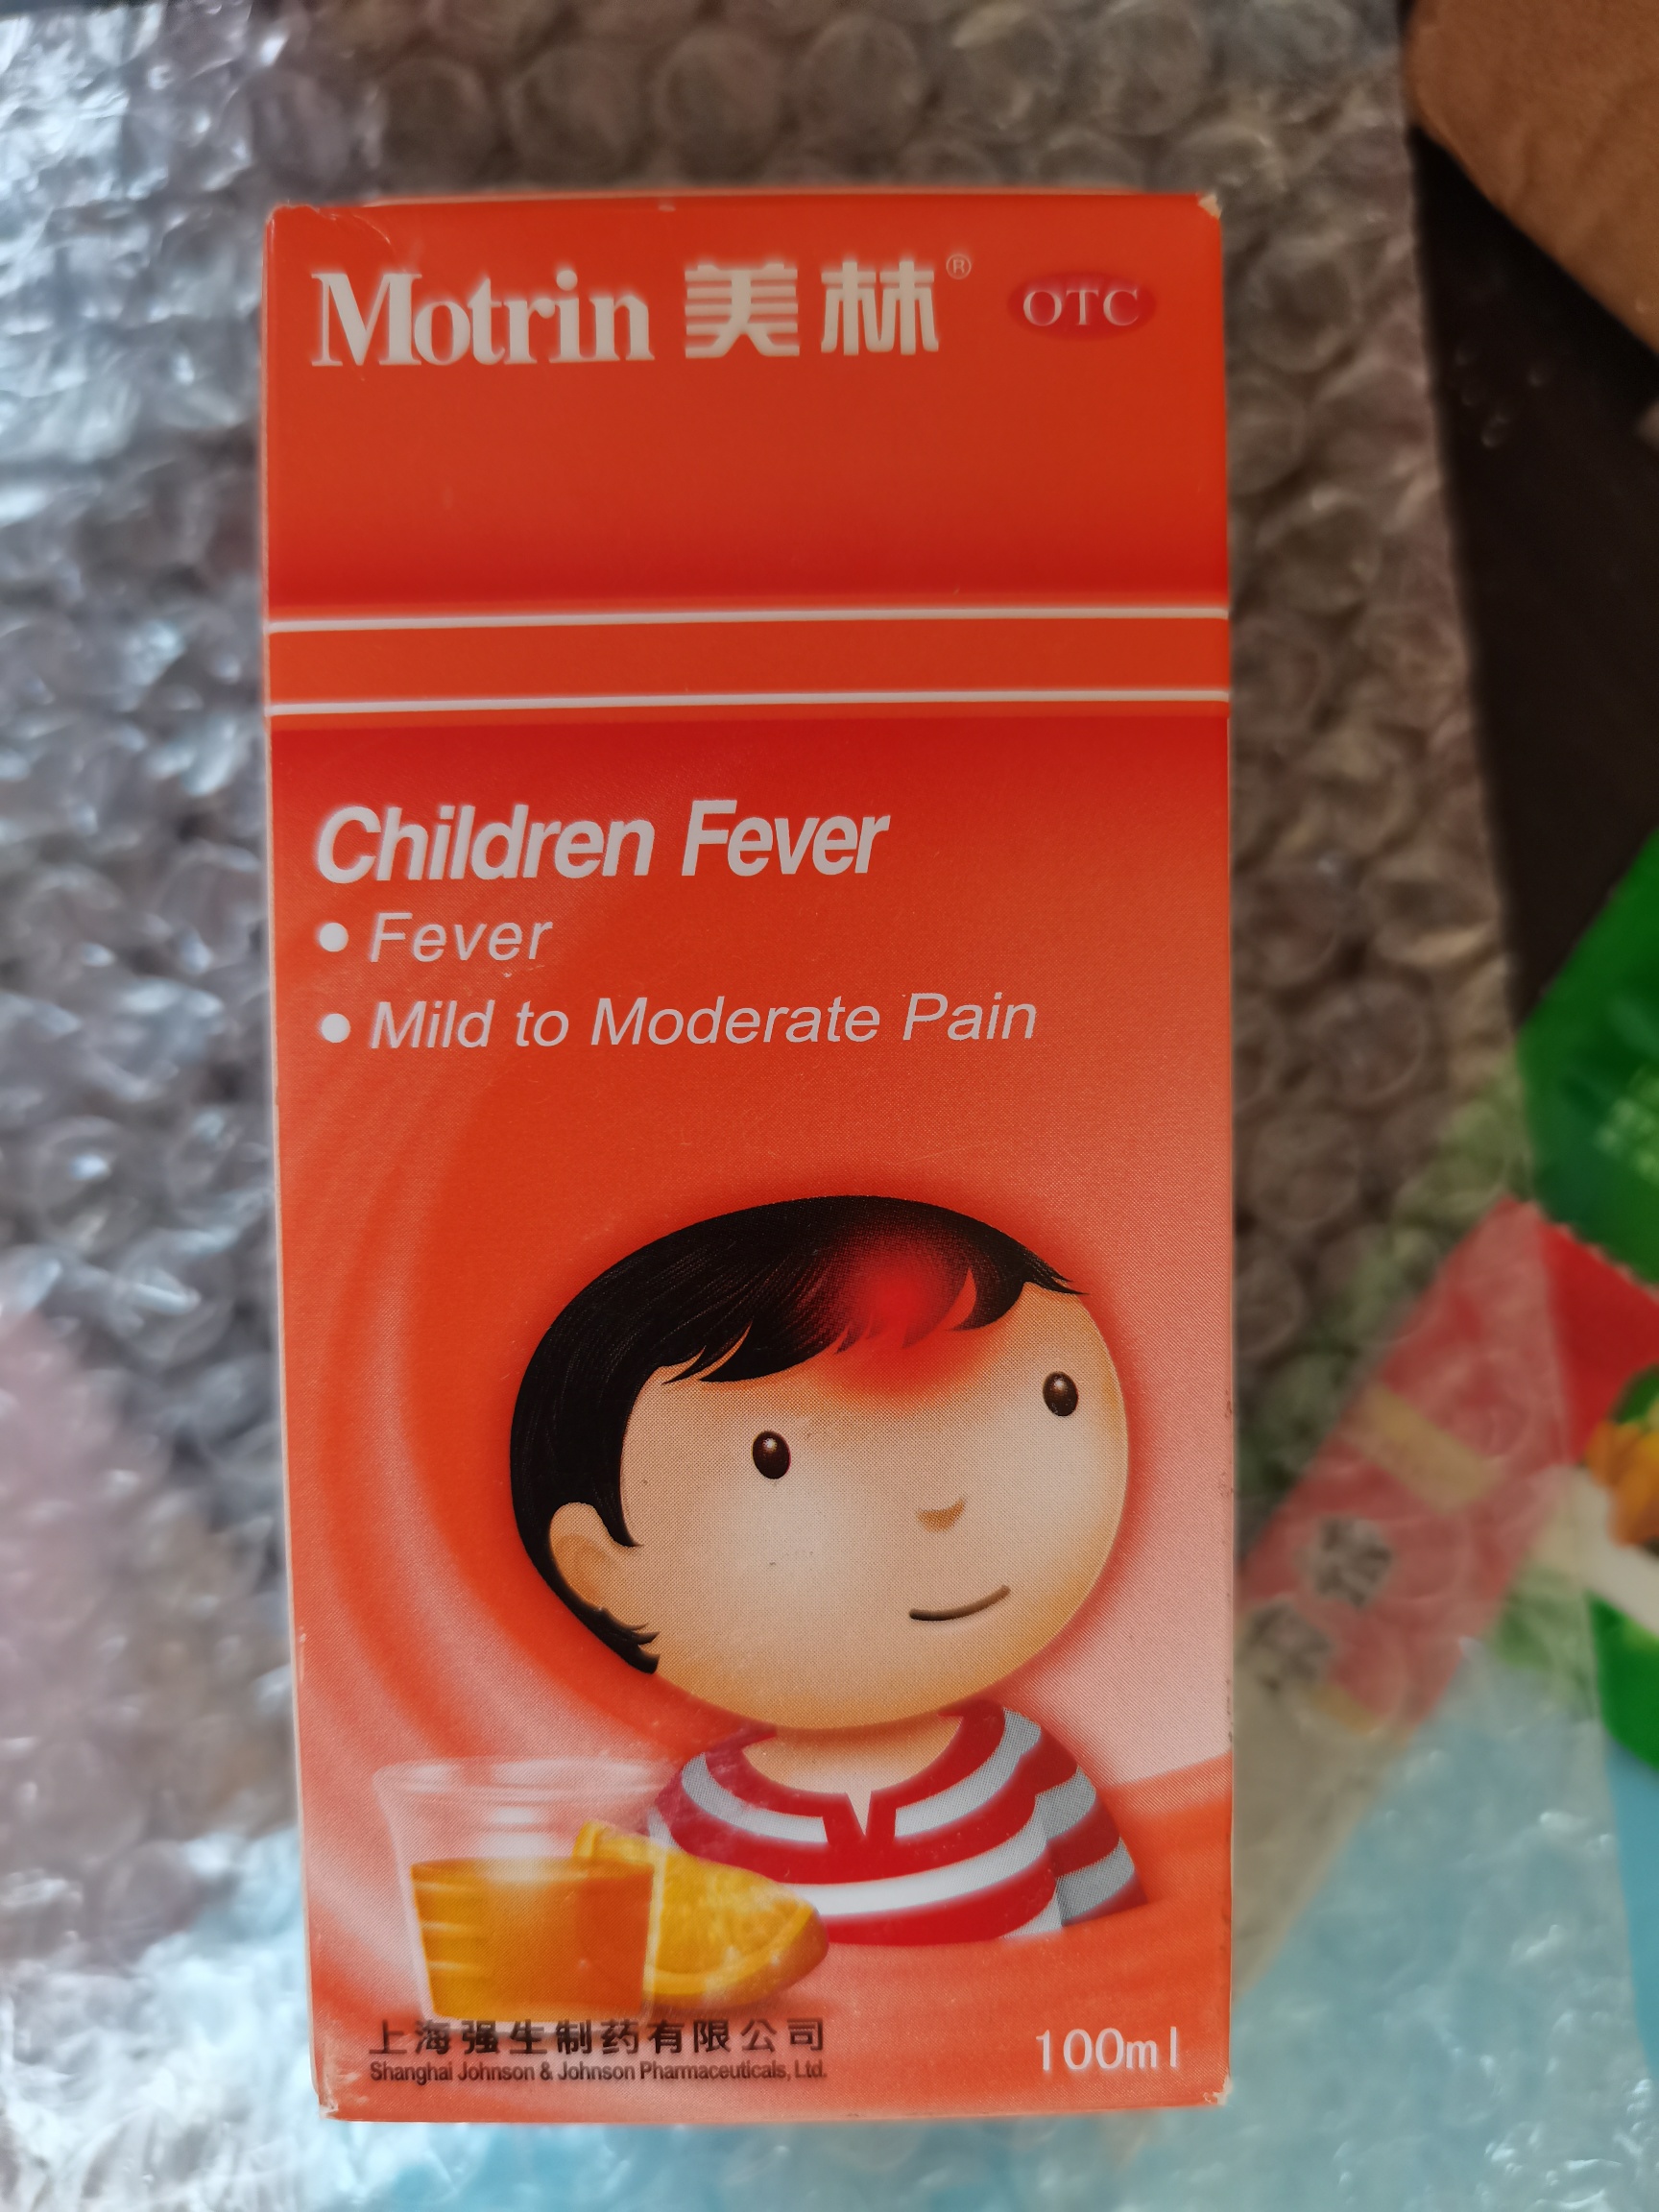 Motrin 美林® OTC
Children Fever
• Fever
• Mild to Moderate Pain
上海强生制药有限公司
Shanghai Johnson & Johnson Pharmaceuticals, Ltd.
100ml